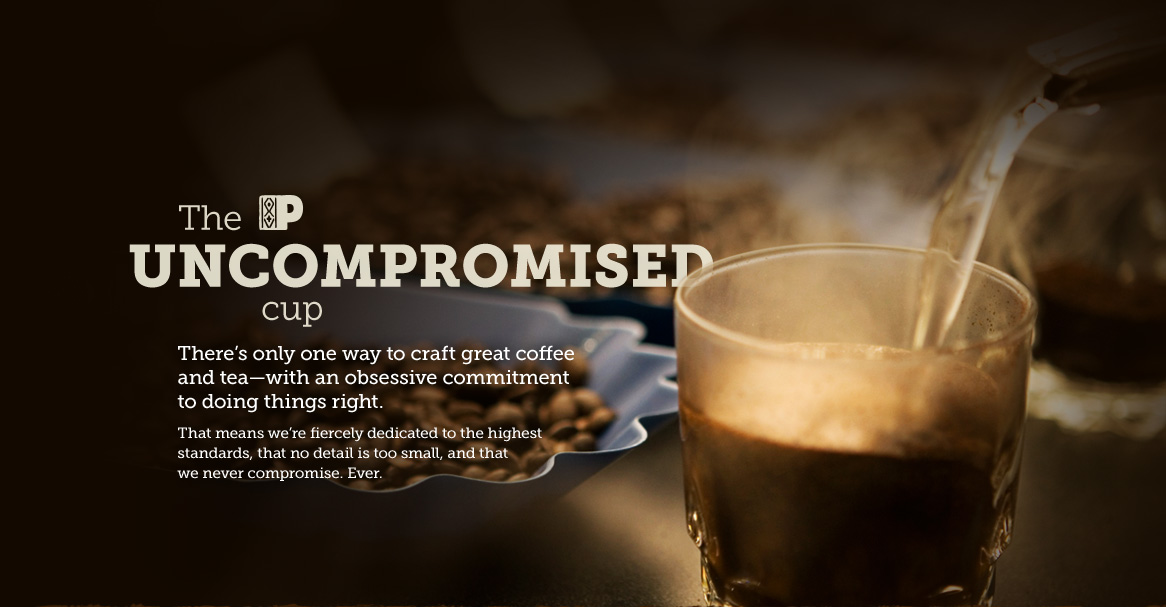 The P
UNCOMPROMISED
cup
There’s only one way to craft great coffee
and tea—with an obsessive commitment
to doing things right.
That means we’re fiercely dedicated to the highest
standards, that no detail is too small, and that
we never compromise. Ever.